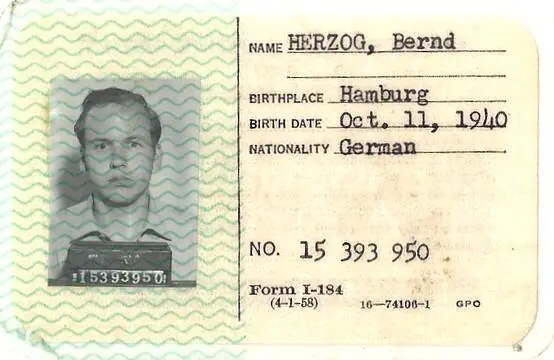 NAME HERZOG, Bernd
BIRTHPLACE Hamburg
BIRTH DATE Oct. 11, 1940
NATIONALITY German
NO. 15 393 950
15393950
Form I-184
(4-1-58) 16—74106-1 GPO